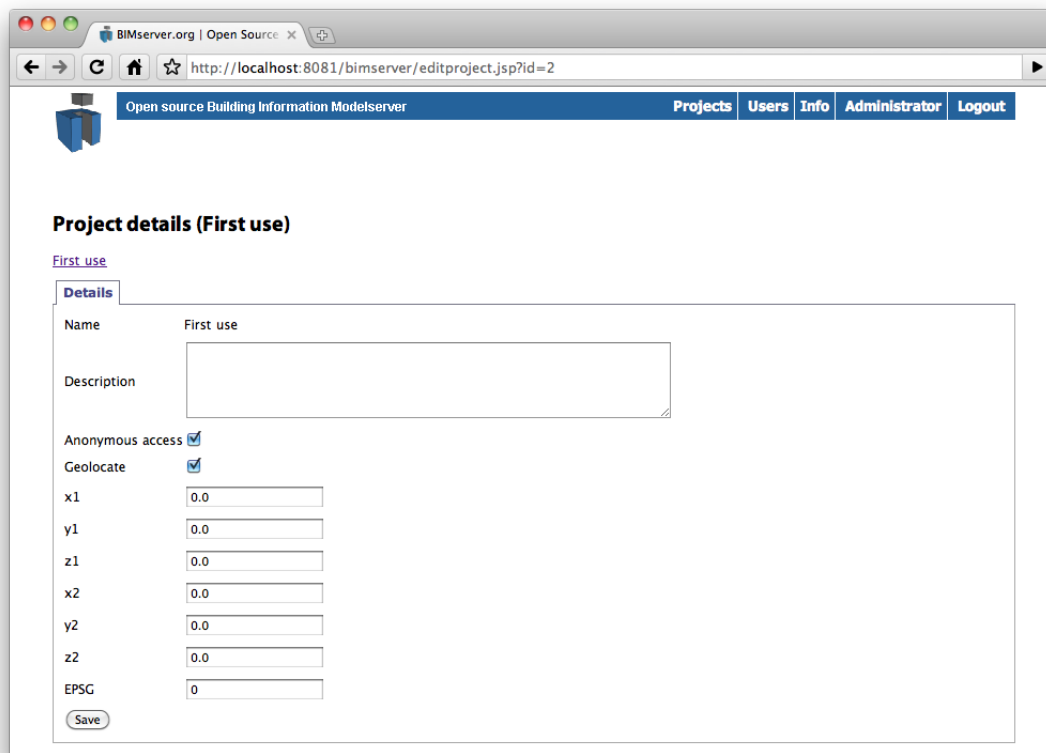 BIMserver.org | Open Source
http://localhost:8081/bimserver/editproject.jsp?id=2
Open source Building Information Modelserver Projects Users Info Administrator Logout
Project details (First use)
First use
Details
Name First use
Description
Anonymous access
Geolocate
x1 0.0
y1 0.0
z1 0.0
x2 0.0
y2 0.0
z2 0.0
EPSG 0
Save